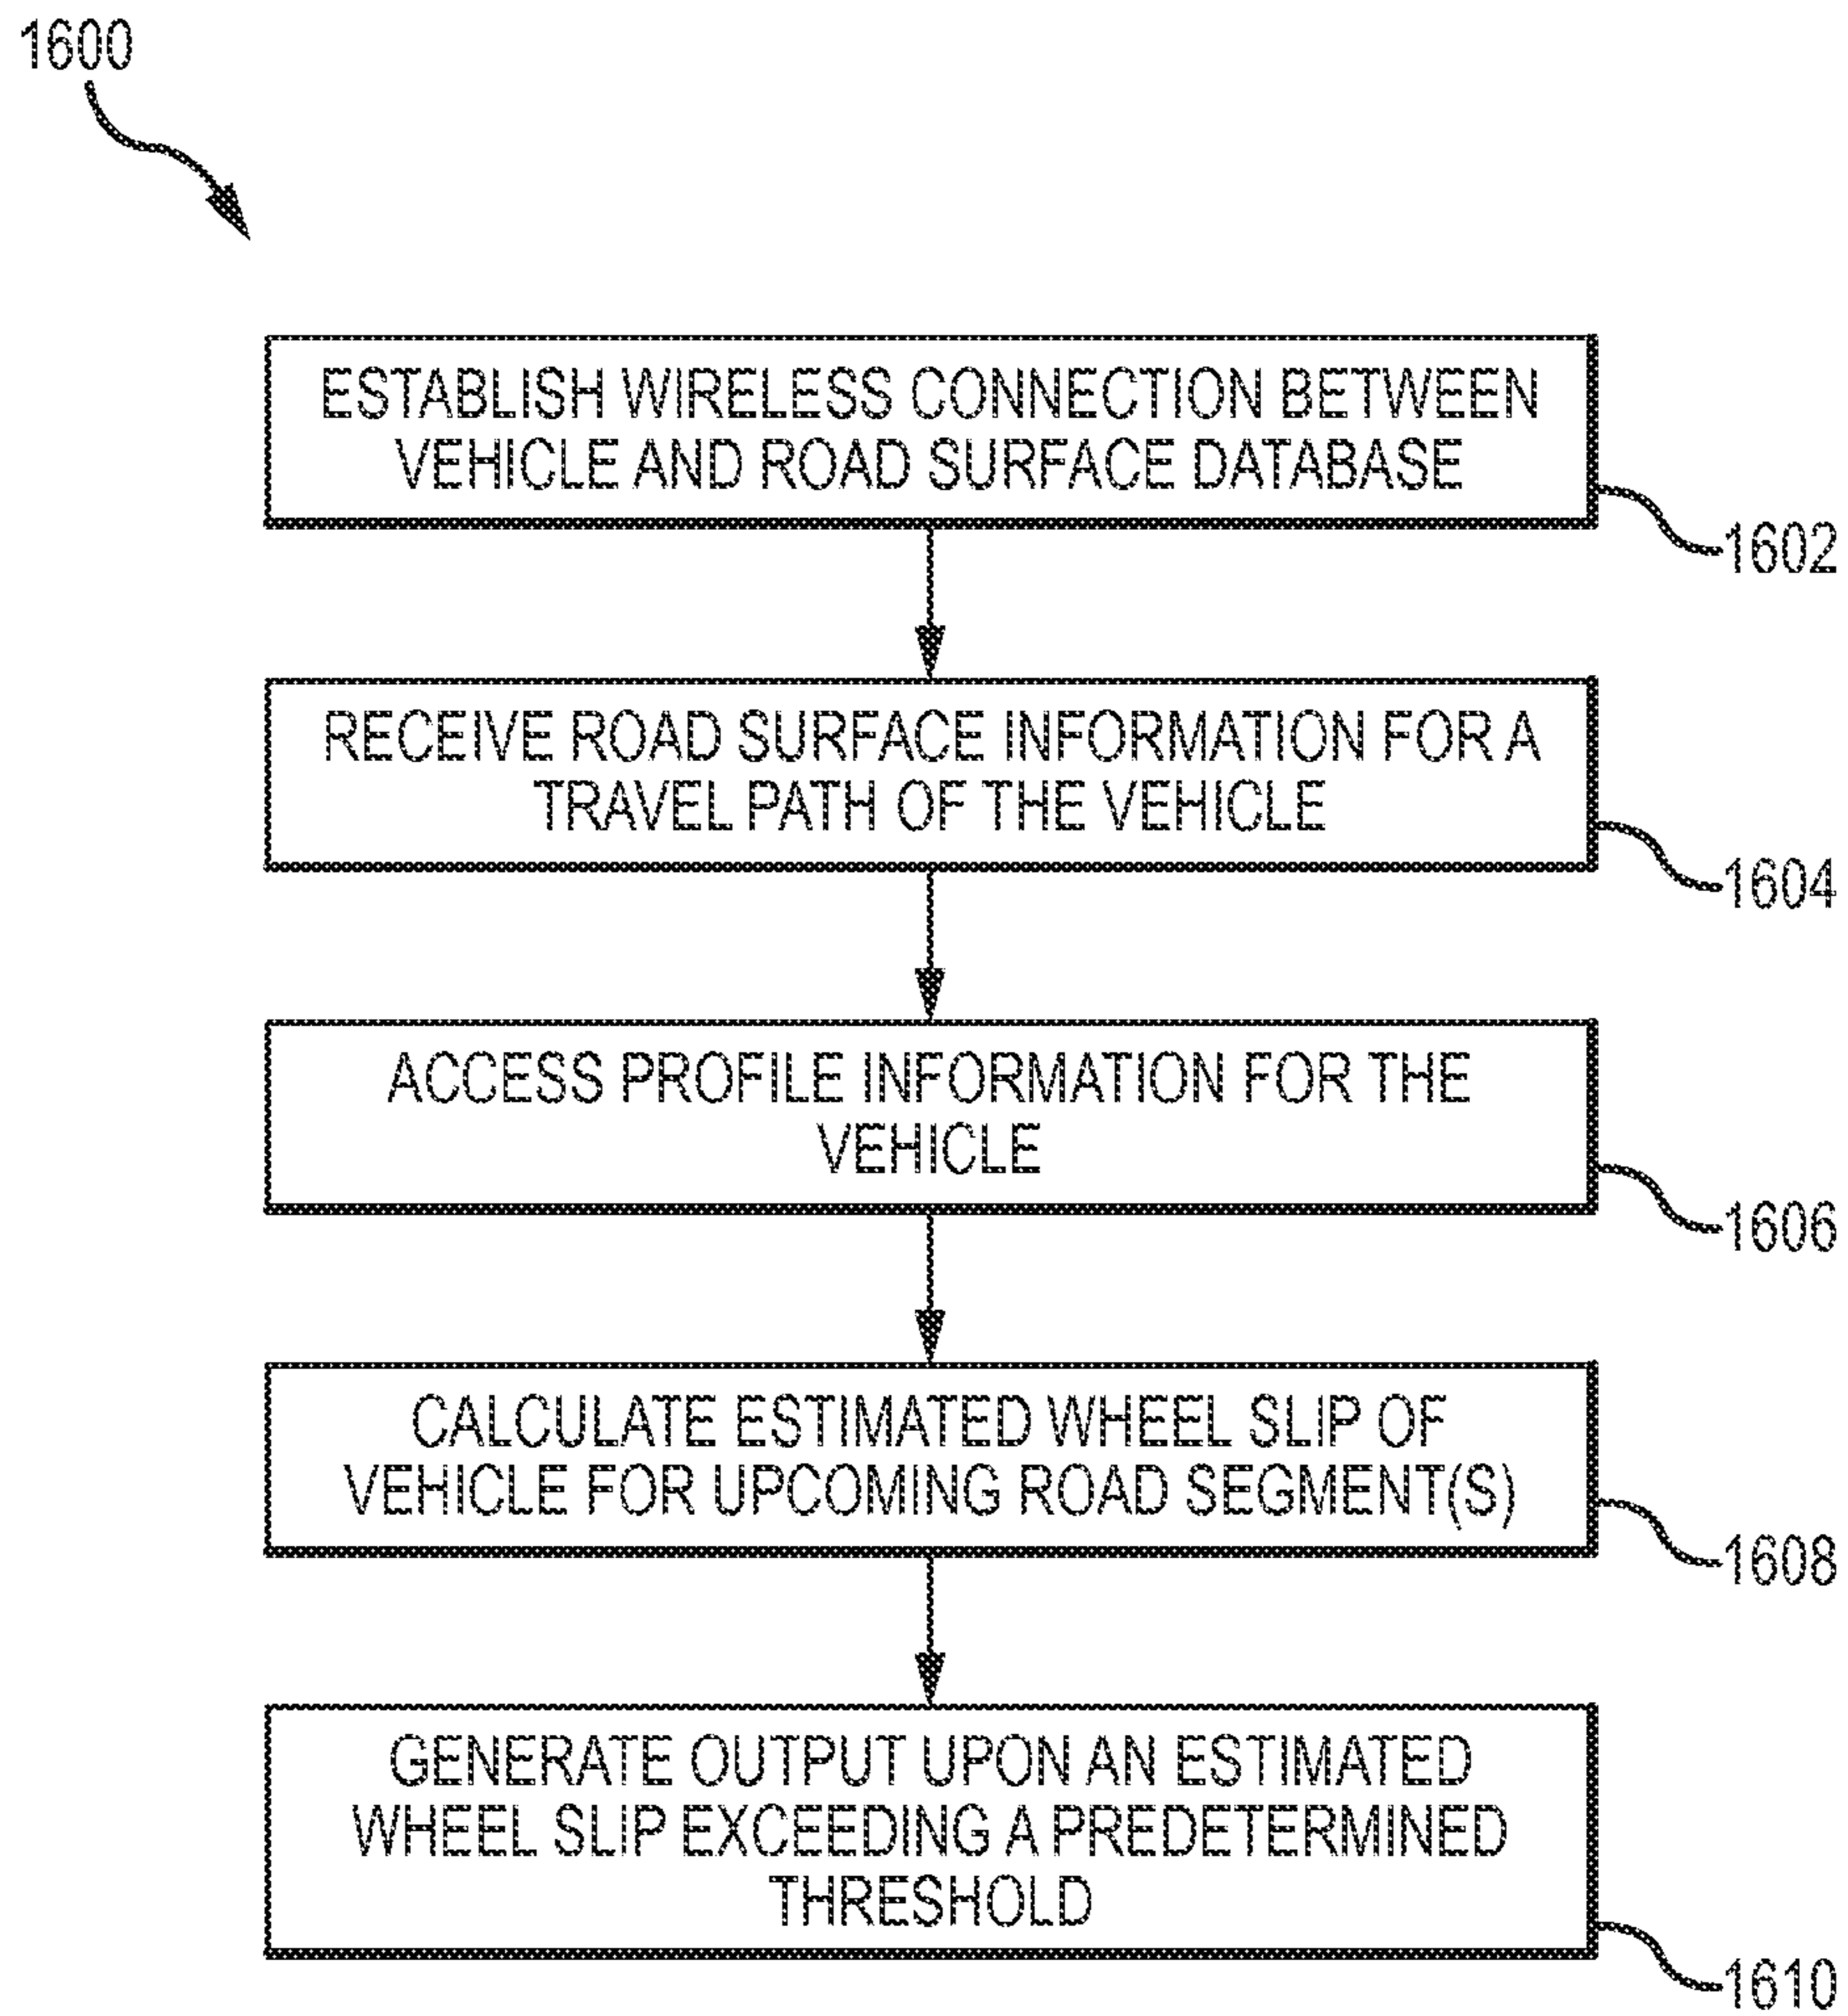 1600
ESTABLISH WIRELESS CONNECTION BETWEEN
VEHICLE AND ROAD SURFACE DATABASE
1602
RECEIVE ROAD SURFACE INFORMATION FOR A
TRAVEL PATH OF THE VEHICLE
1604
ACCESS PROFILE INFORMATION FOR THE
VEHICLE
1606
CALCULATE ESTIMATED WHEEL SLIP OF
VEHICLE FOR UPCOMING ROAD SEGMENT(S)
1608
GENERATE OUTPUT UPON AN ESTIMATED
WHEEL SLIP EXCEEDING A PREDETERMINED
THRESHOLD
1610